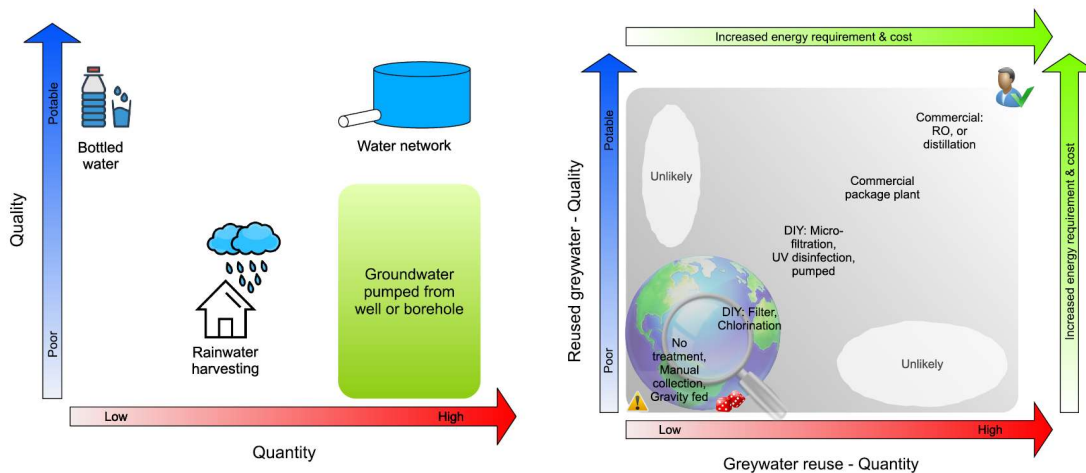 Potable
Quality
Poor
Bottled
water
Water network
Rainwater
harvesting
Groundwater
pumped from
well or borehole
Low
High
Quantity
Increased energy requirement & cost
Potable
Reused greywater - Quality
Poor
Unlikely
Commercial:
RO, or
distillation
Commercial
package plant
DIY: Micro-
filtration,
UV disinfection,
pumped
DIY: Filter,
Chlorination
No
treatment,
Manual
collection,
Gravity fed
Unlikely
Increased energy requirement & cost
Low
High
Greywater reuse - Quantity